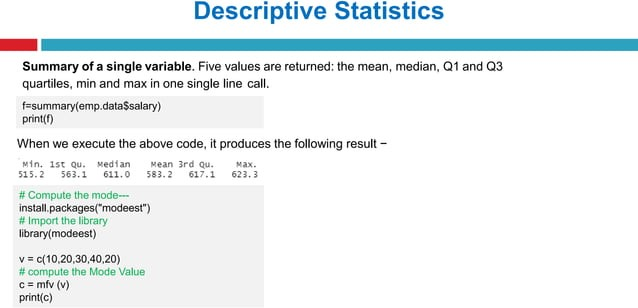 Descriptive Statistics
Summary of a single variable. Five values are returned: the mean, median, Q1 and Q3
quartiles, min and max in one single line call.
f=summary(emp.data$salary)
print(f)
When we execute the above code, it produces the following result −
Min. 1st Qu. Median Mean 3rd Qu. Max.
515.2 563.1 611.0 583.2 617.1 623.3
# Compute the mode---
install.packages("modeest")
# Import the library
library(modeest)
v = c(10,20,30,40,20)
# compute the Mode Value
c = mfv (v)
print(c)